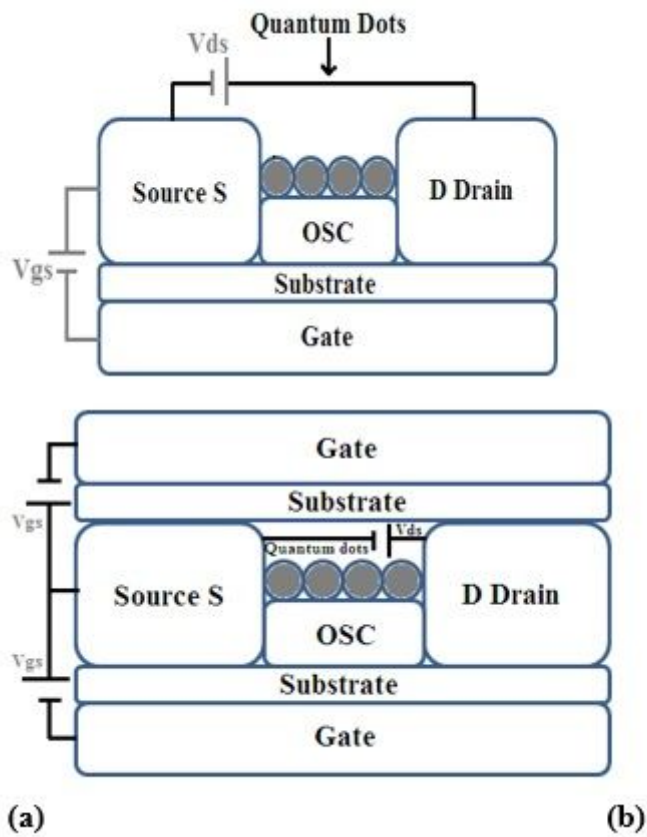 Quantum Dots
Vds
Source S
D Drain
OSC
Vgs
Substrate
Gate
Gate
Substrate
Vgs
Vds
Quantum dots
Source S
D Drain
OSC
Vgs
Substrate
Gate
(a) (b)